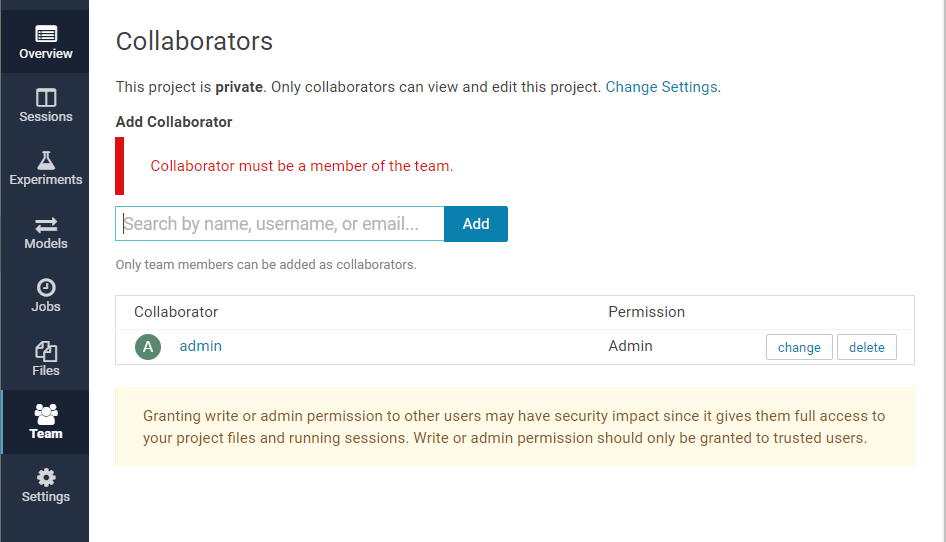 Overview
Sessions
Experiments
Models
Jobs
Files
Team
Settings
Collaborators
This project is private. Only collaborators can view and edit this project. Change Settings.
Add Collaborator
Collaborator must be a member of the team.
Search by name, username, or email...
Add
Only team members can be added as collaborators.
Collaborator Permission
A admin Admin change delete
Granting write or admin permission to other users may have security impact since it gives them full access to
your project files and running sessions. Write or admin permission should only be granted to trusted users.